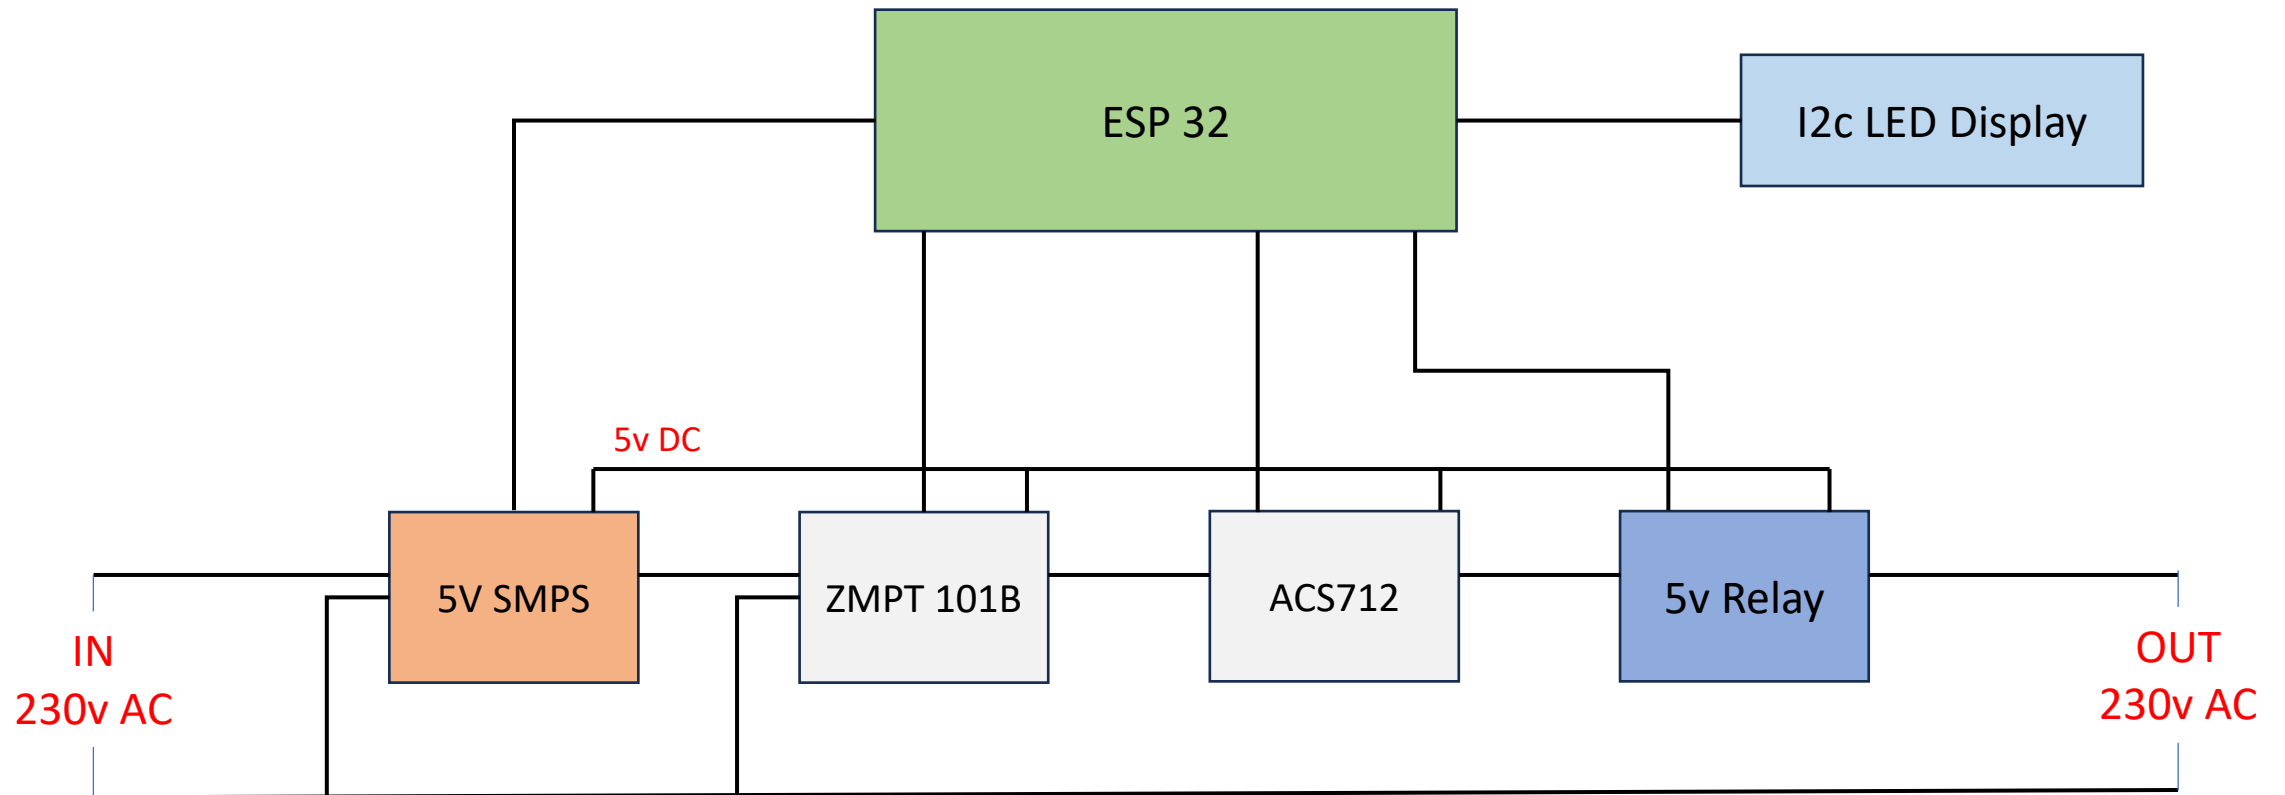 ESP 32
I2c LED Display
5v DC
5V SMPS
ZMPT 101B
ACS712
5v Relay
IN
230v AC
OUT
230v AC